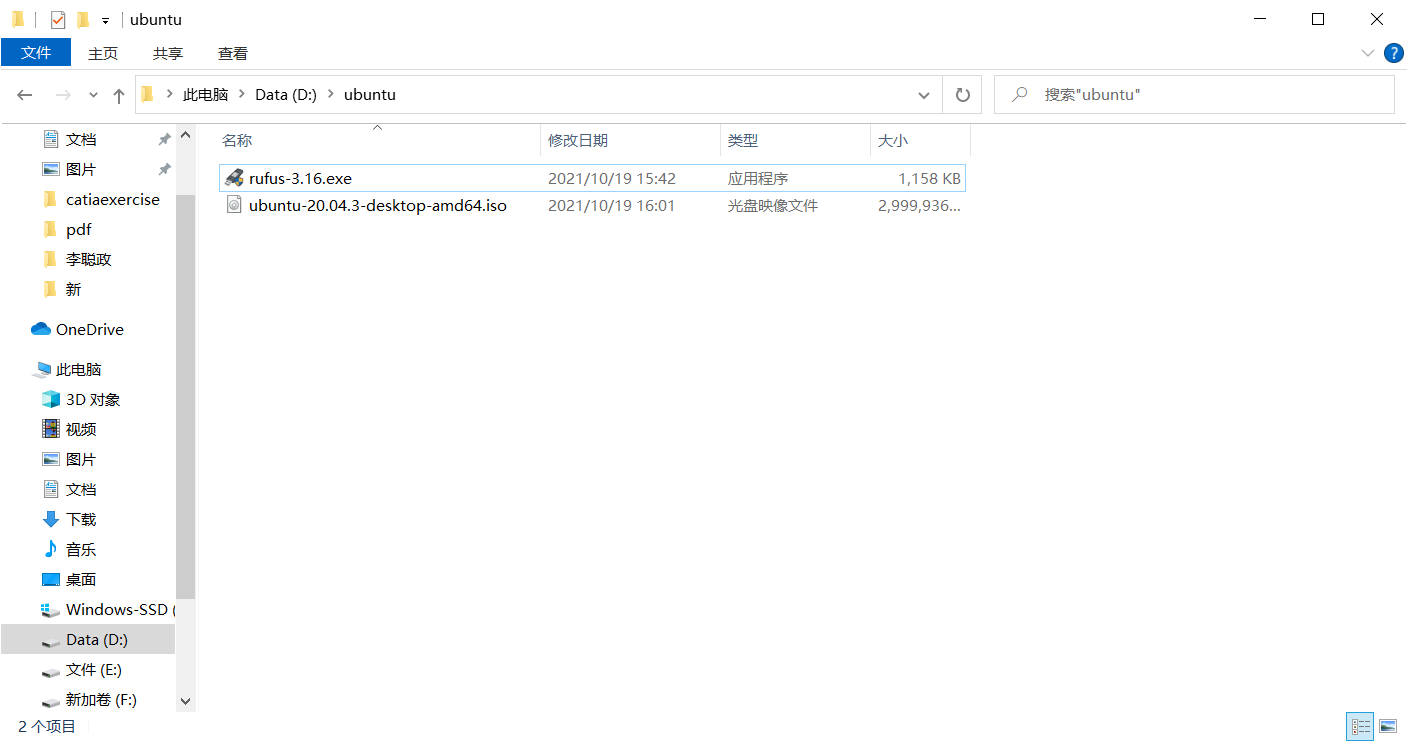 ubuntu
文件 主页 共享 查看
此电脑 Data (D:) ubuntu 搜索"ubuntu"
文档
图片
catiaexercise
pdf
李聪政
新
OneDrive
此电脑
3D 对象
视频
图片
文档
下载
音乐
桌面
Windows-SSD (
Data (D:)
文件 (E:)
新加卷 (F:)
名称 修改日期 类型 大小
rufus-3.16.exe 2021/10/19 15:42 应用程序 1,158 KB
ubuntu-20.04.3-desktop-amd64.iso 2021/10/19 16:01 光盘映像文件 2,999,936...
2 个项目